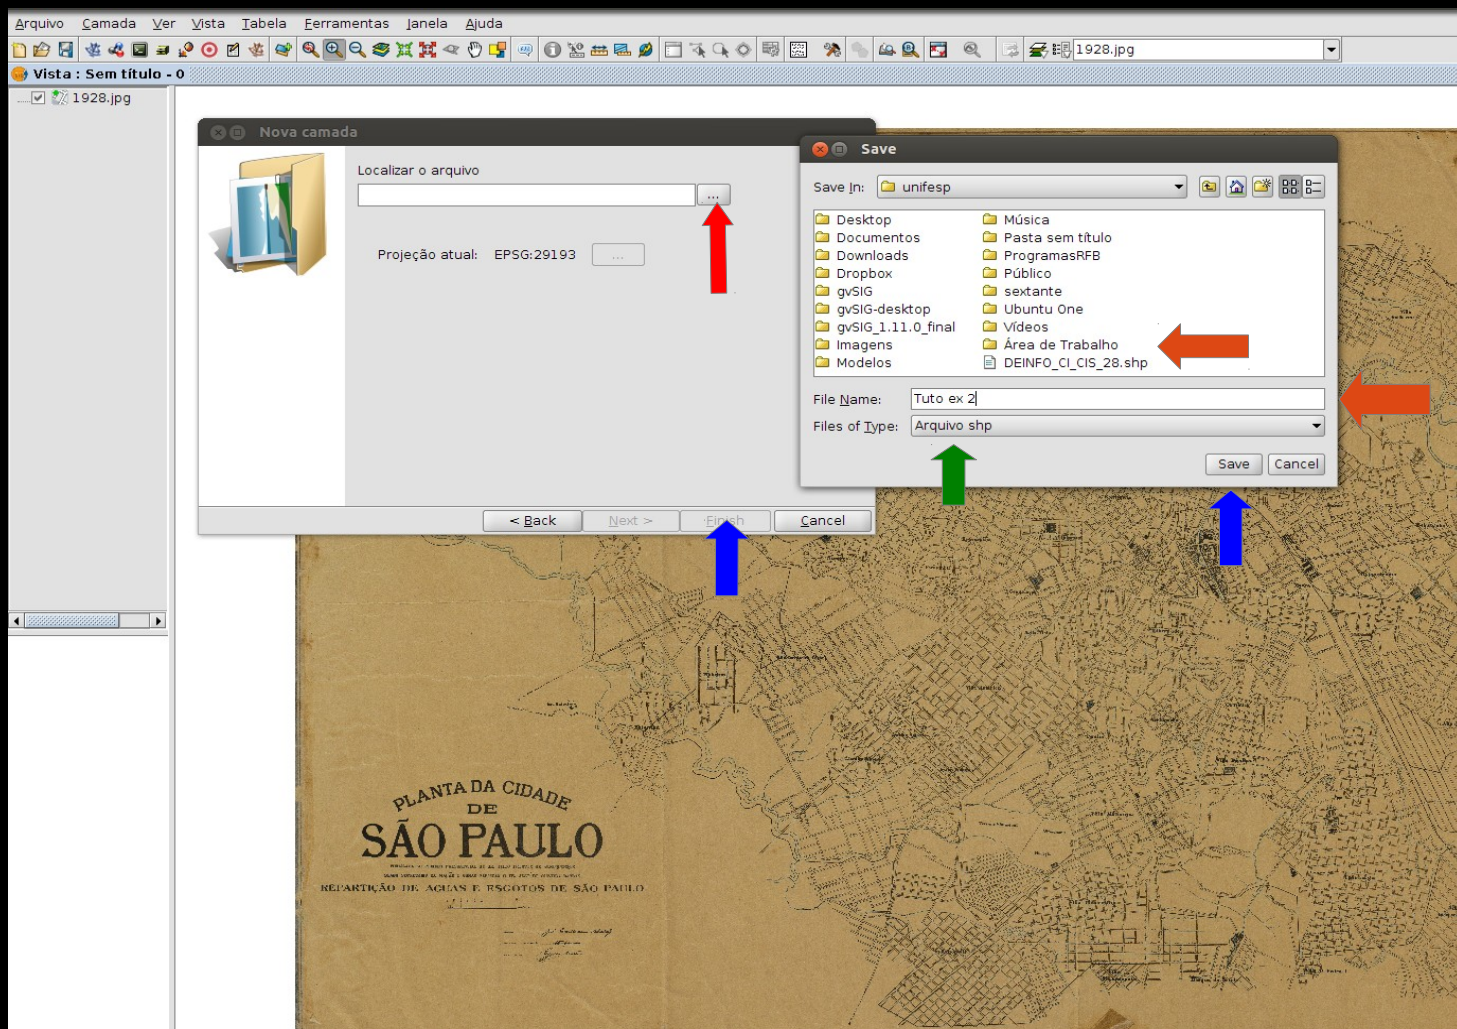 Arquivo Camada Ver Vista Tabela Ferramentas Janela Ajuda
1928.jpg
Vista : Sem título - 0
1928.jpg
Nova camada
Localizar o arquivo
...
Projeção atual: EPSG:29193 ...
< Back Next > Finish Cancel
Save
Save In: unifesp
Desktop Música
Documentos Pasta sem título
Downloads ProgramasRFB
Dropbox Público
gvSIG sextante
gvSIG-desktop Ubuntu One
gvSIG_1.11.0_final Vídeos
Imagens Área de Trabalho
Modelos DEINFO_CI_CIS_28.shp
File Name: Tuto ex 2
Files of Type: Arquivo shp
Save Cancel
PLANTA DA CIDADE
DE
SÃO PAULO
REPARTIÇÃO DE AGUAS E ESGOTOS DE SÃO PAULO